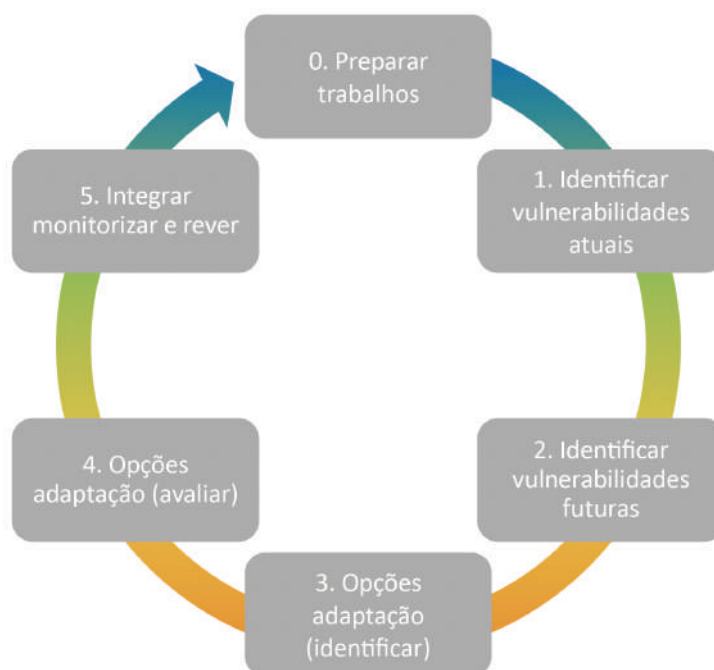 0. Preparar
trabalhos
1. Identificar
vulnerabilidades
atuais
2. Identificar
vulnerabilidades
futuras
3. Opções
adaptação
(identificar)
4. Opções
adaptação (avaliar)
5. Integrar
monitorizar e rever